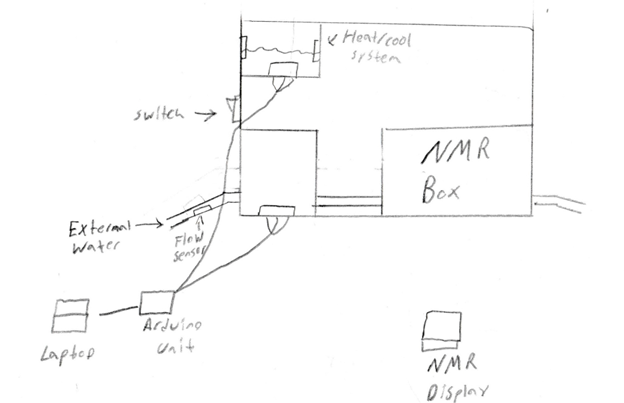 Heat/cool
system
switch
NMR
Box
External
Water
Flow
sensor
Arduino
Unit
Laptop
NMR
Display